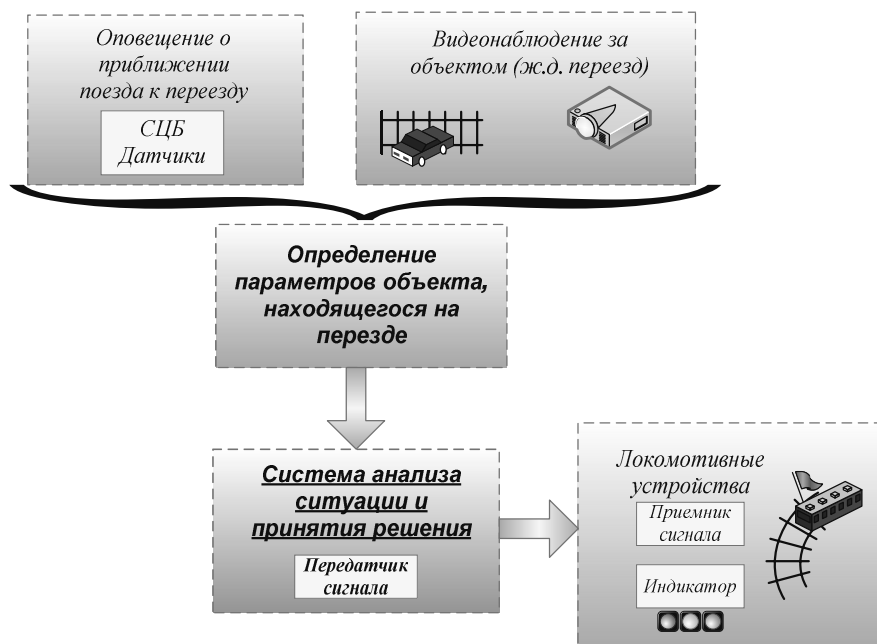 Оповещение о
приближении
поезда к переезду
СЦБ
Датчики
Видеонаблюдение за
объектом (ж.д. переезд)
Определение
параметров объекта,
находящегося на
перезде
Система анализа
ситуации и
принятия решения
Передатчик
сигнала
Локомотивные
устройства
Приемник
сигнала
Индикатор